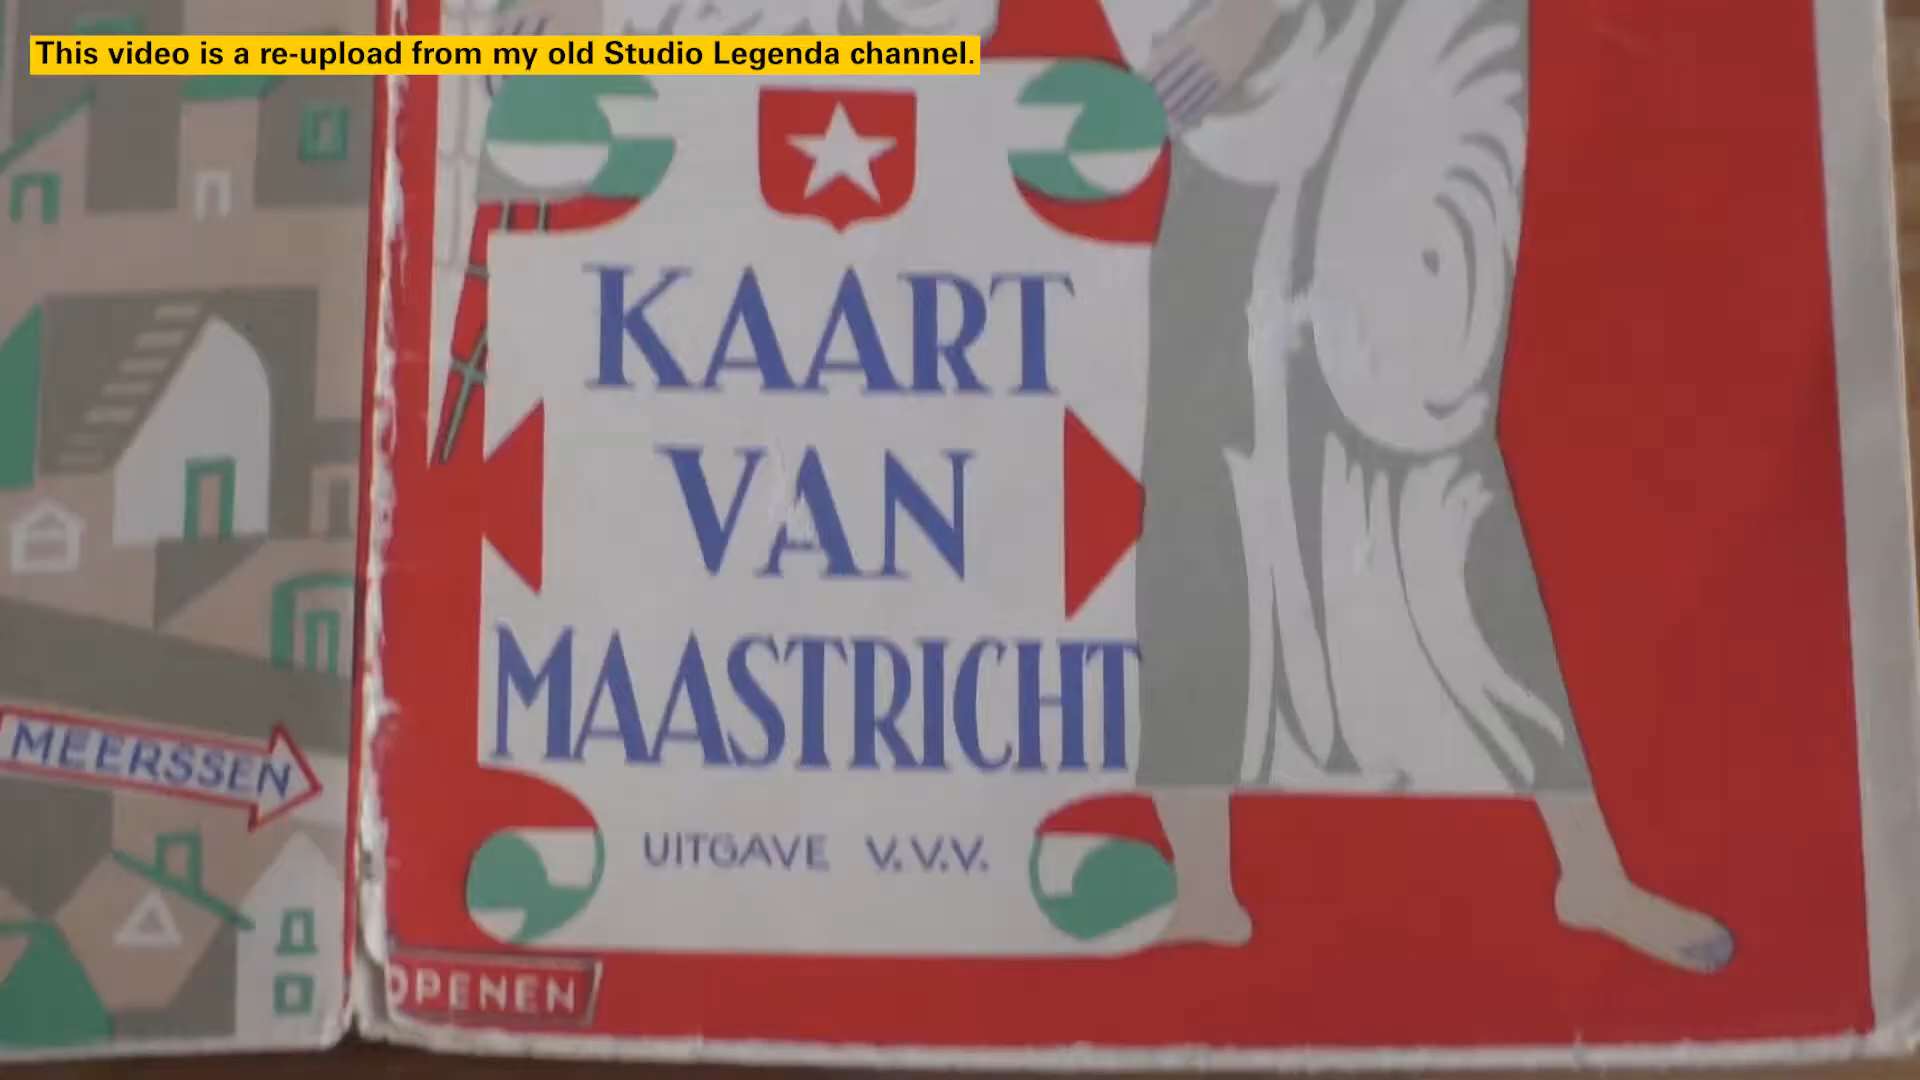 This video is a re-upload from my old Studio Legenda channel.
KAART
VAN
MAASTRICHT
UITGAVE V.V.V.
MEERSSEN
OPENEN